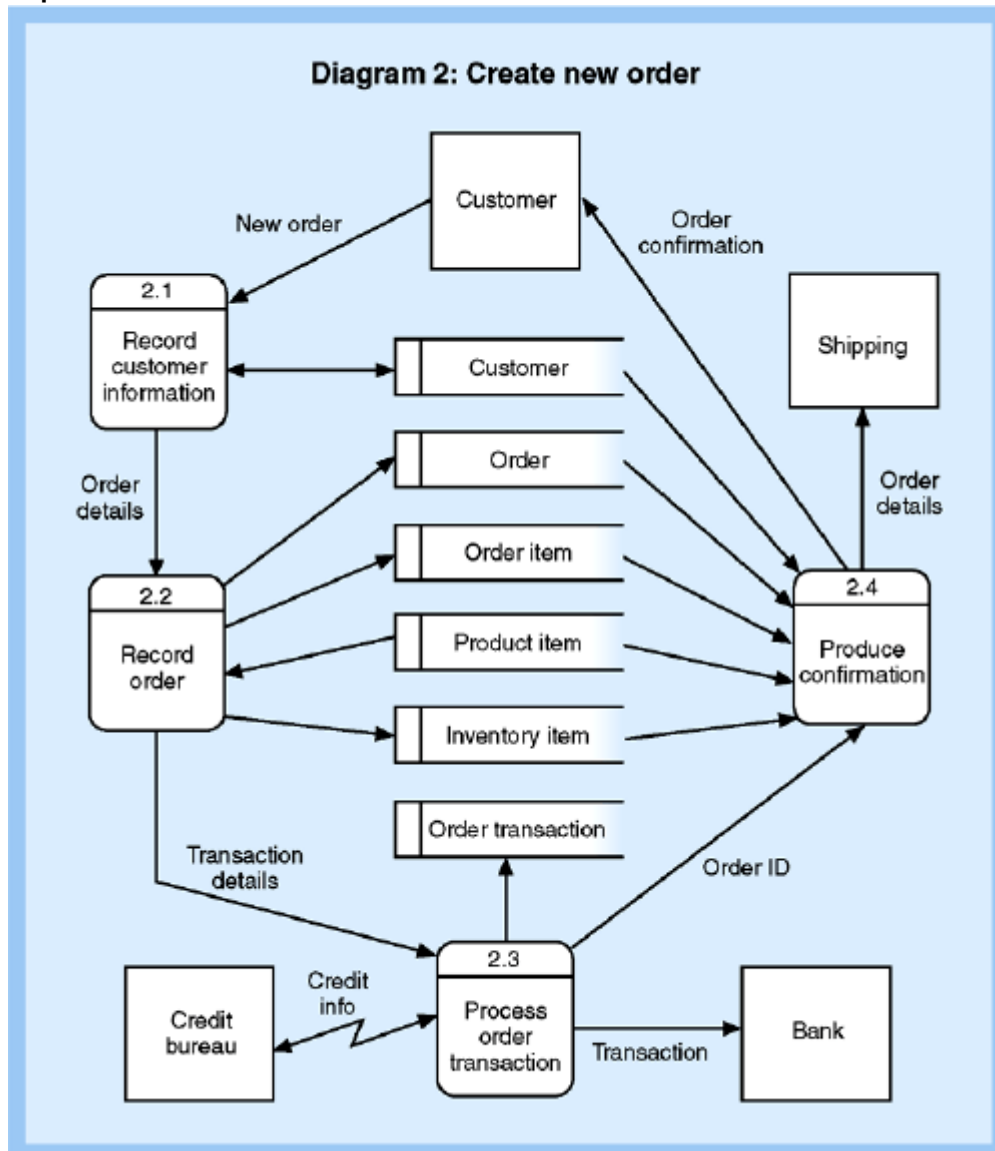 Diagram 2: Create new order
Customer
New order
Order
confirmation
2.1
Record
customer
information
Shipping
Customer
Order
Order
details
Order
details
Order item
2.2
Record
order
2.4
Produce
confirmation
Product item
Inventory item
Order transaction
Transaction
details
Order ID
2.3
Process
order
transaction
Credit
info
Credit
bureau
Transaction
Bank